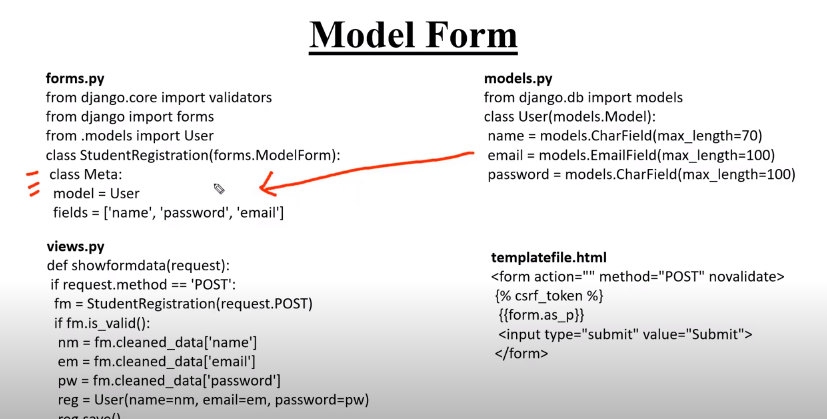 Model Form
forms.py
from django.core import validators
from django import forms
from .models import User
class StudentRegistration(forms.ModelForm):
class Meta:
model = User
fields = ['name', 'password', 'email']
views.py
def showformdata(request):
if request.method == 'POST':
fm = StudentRegistration(request.POST)
if fm.is_valid():
nm = fm.cleaned_data['name']
em = fm.cleaned_data['email']
pw = fm.cleaned_data['password']
reg = User(name=nm, email=em, password=pw)
reg.save()
models.py
from django.db import models
class User(models.Model):
name = models.CharField(max_length=70)
email = models.EmailField(max_length=100)
password = models.CharField(max_length=100)
templatefile.html
<form action="" method="POST" novalidate>
{% csrf_token %}
{{form.as_p}}
<input type="submit" value="Submit">
</form>